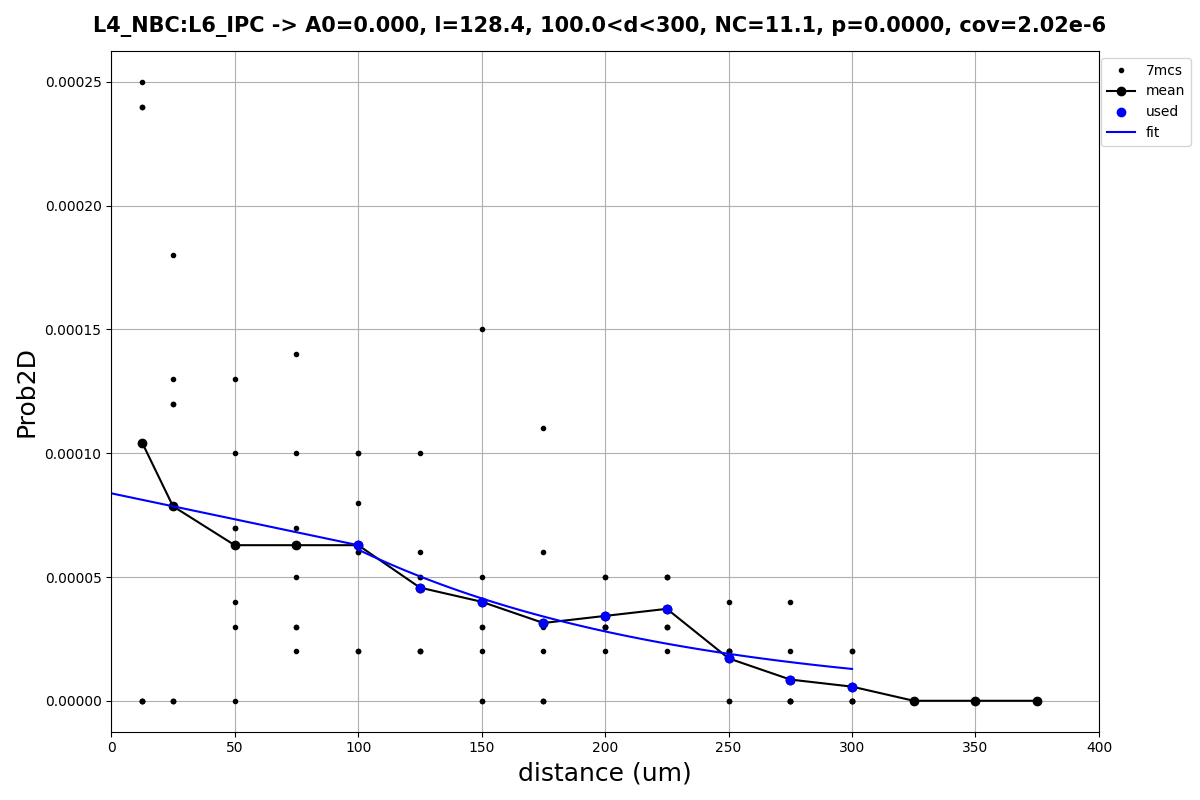 L4_NBC:L6_IPC -> A0=0.000, l=128.4, 100.0<d<300, NC=11.1, p=0.0000, cov=2.02e-6
7mcs
mean
used
fit
0.00025
0.00020
0.00015
0.00010
0.00005
0.00000
Prob2D
0 50 100 150 200 250 300 350 400
distance (um)